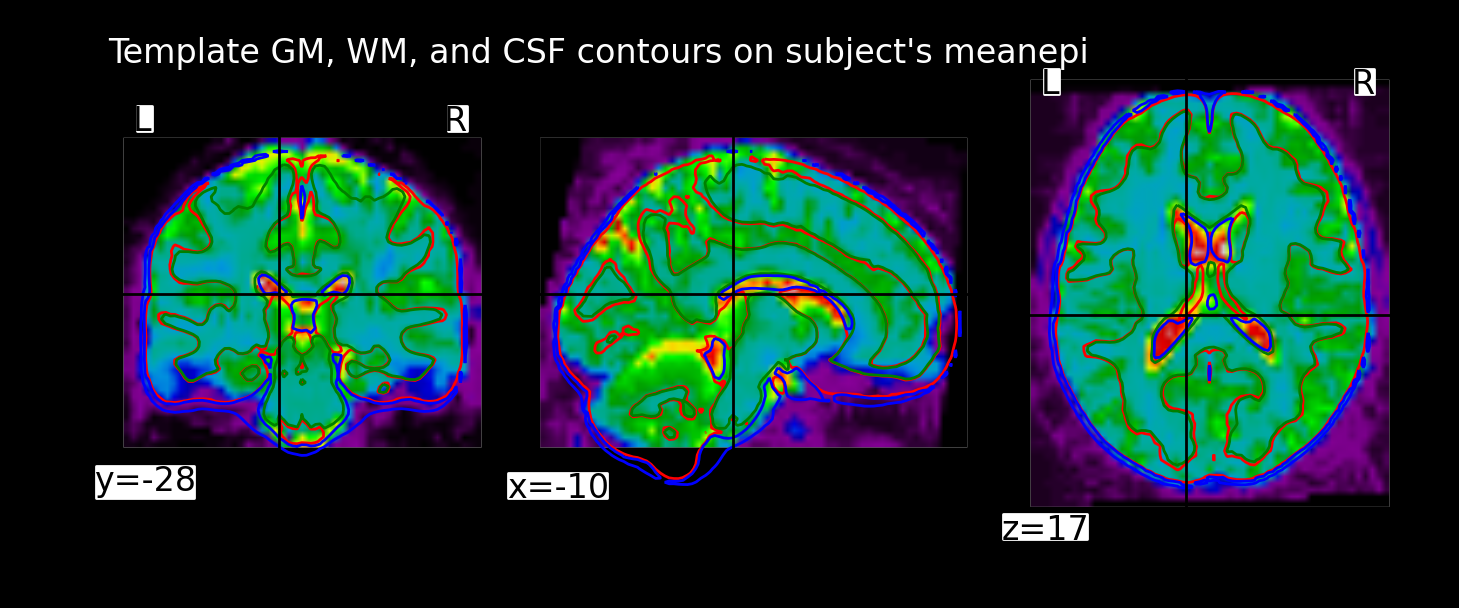 Template GM, WM, and CSF contours on subject's meanepi
L R
L R
y=-28
x=-10
z=17